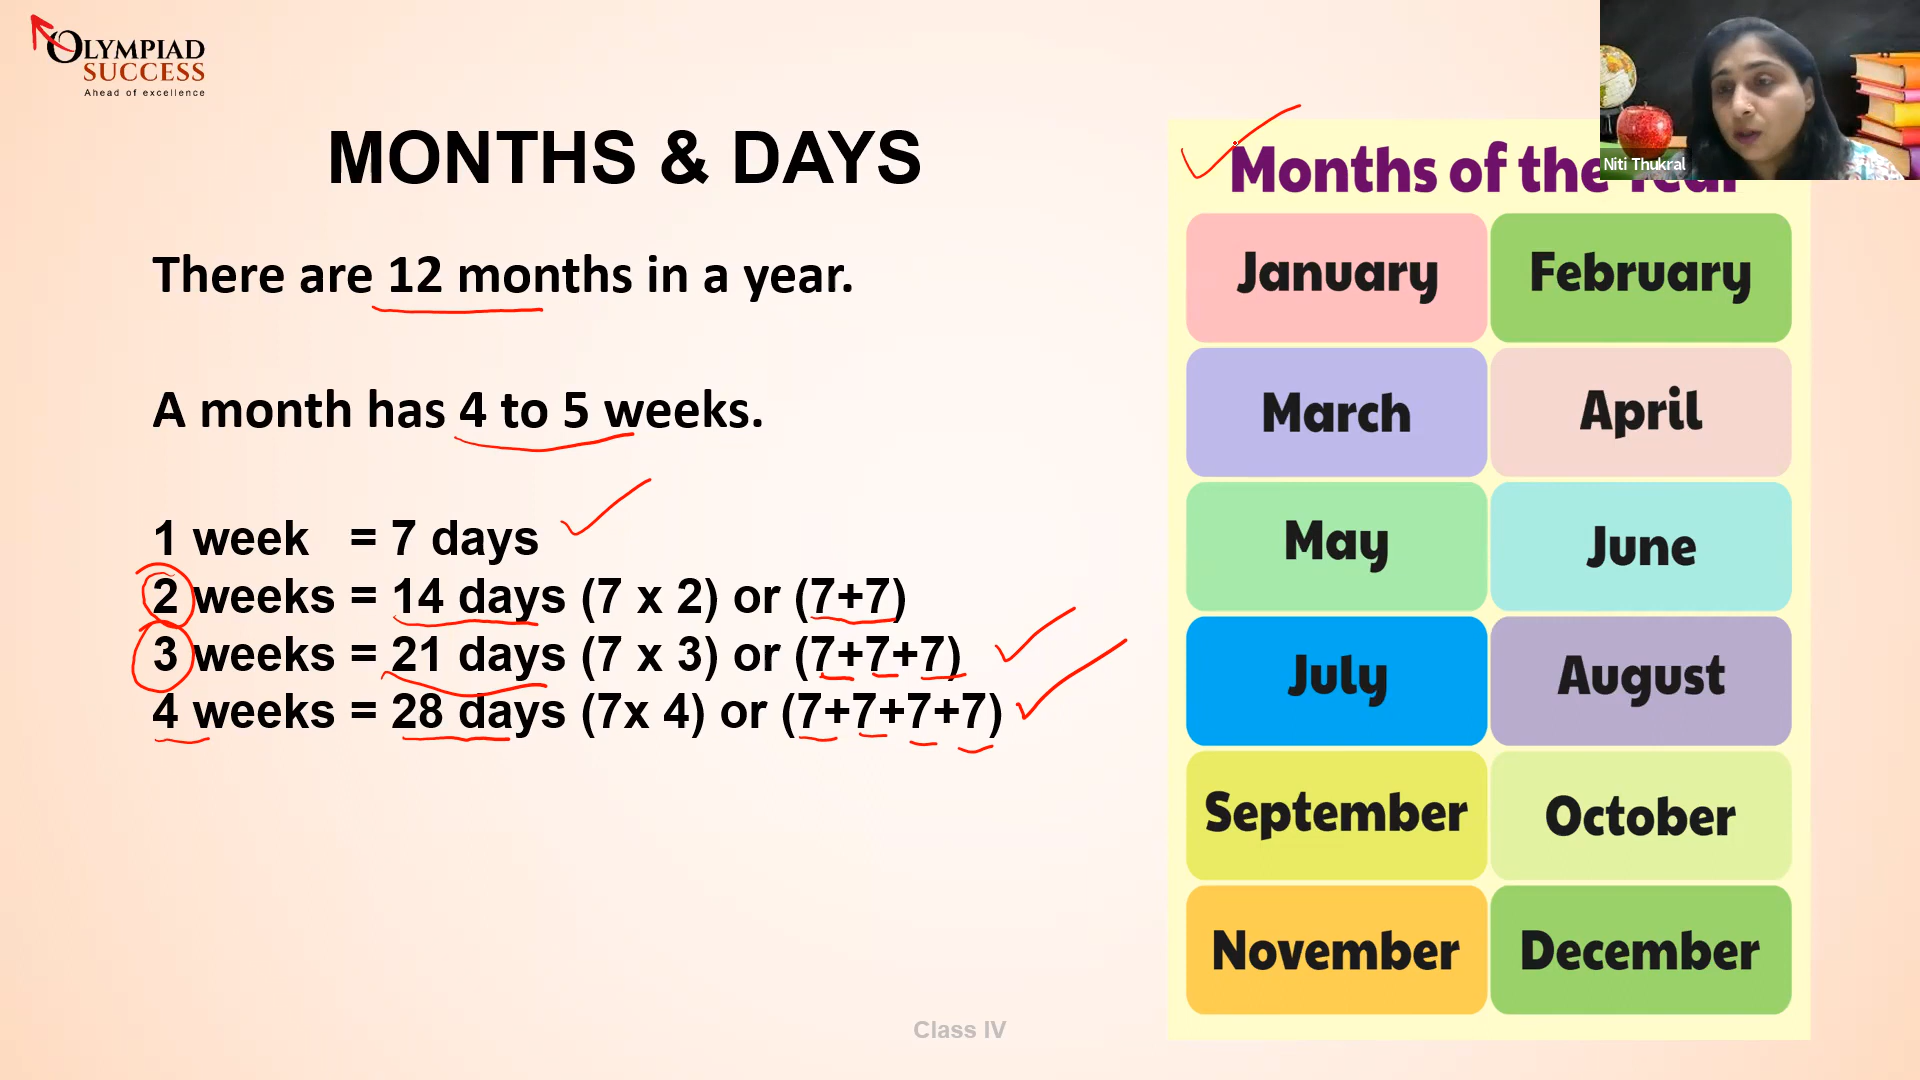 OLYMPIAD
SUCCESS
Ahead of excellence
MONTHS & DAYS
There are 12 months in a year.
A month has 4 to 5 weeks.
1 week = 7 days
2 weeks = 14 days (7 x 2) or (7+7)
3 weeks = 21 days (7 x 3) or (7+7+7)
4 weeks = 28 days (7x 4) or (7+7+7+7)
Niti Thukral
Months of the Year
January February
March April
May June
July August
September October
November December
Class IV